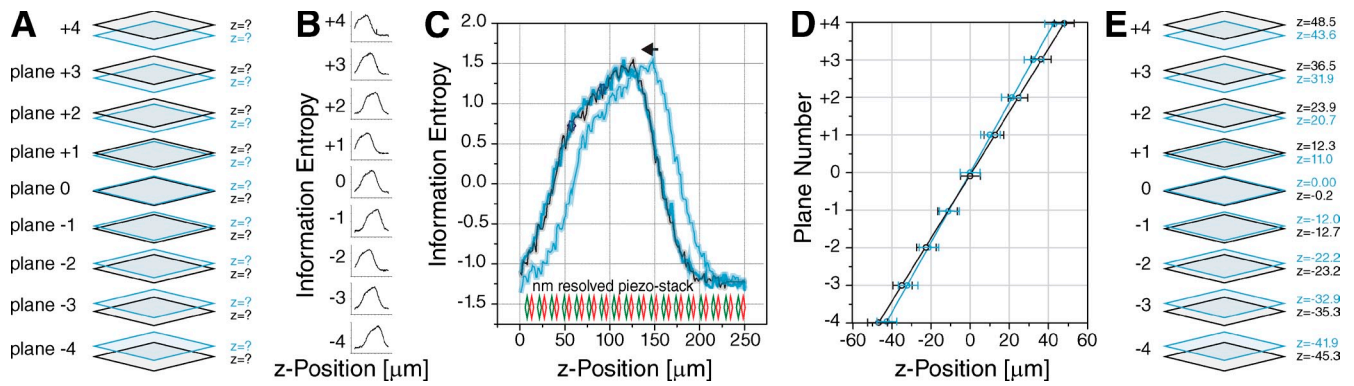 A
+4
z=?
z=?
plane +3
z=?
z=?
plane +2
z=?
z=?
plane +1
z=?
z=?
plane 0
z=?
z=?
plane -1
z=?
z=?
plane -2
z=?
z=?
plane -3
z=?
z=?
plane -4
z=?
z=?
B
Information Entropy
+4
+3
+2
+1
0
-1
-2
-3
-4
z-Position [μm]
C
Information Entropy
2.0
1.5
1.0
0.5
0.0
-0.5
-1.0
-1.5
nm resolved piezo-stack
0 50 100 150 200 250
z-Position [μm]
D
Plane Number
+4
+3
+2
+1
0
-1
-2
-3
-4
-60 -40 -20 0 20 40 60
z-Position [μm]
E
+4
z=48.5
z=43.6
+3
z=36.5
z=31.9
+2
z=23.9
z=20.7
+1
z=12.3
z=11.0
0
z=0.00
z=-0.2
-1
z=-12.0
z=-12.7
-2
z=-22.2
z=-23.2
-3
z=-32.9
z=-35.3
-4
z=-41.9
z=-45.3